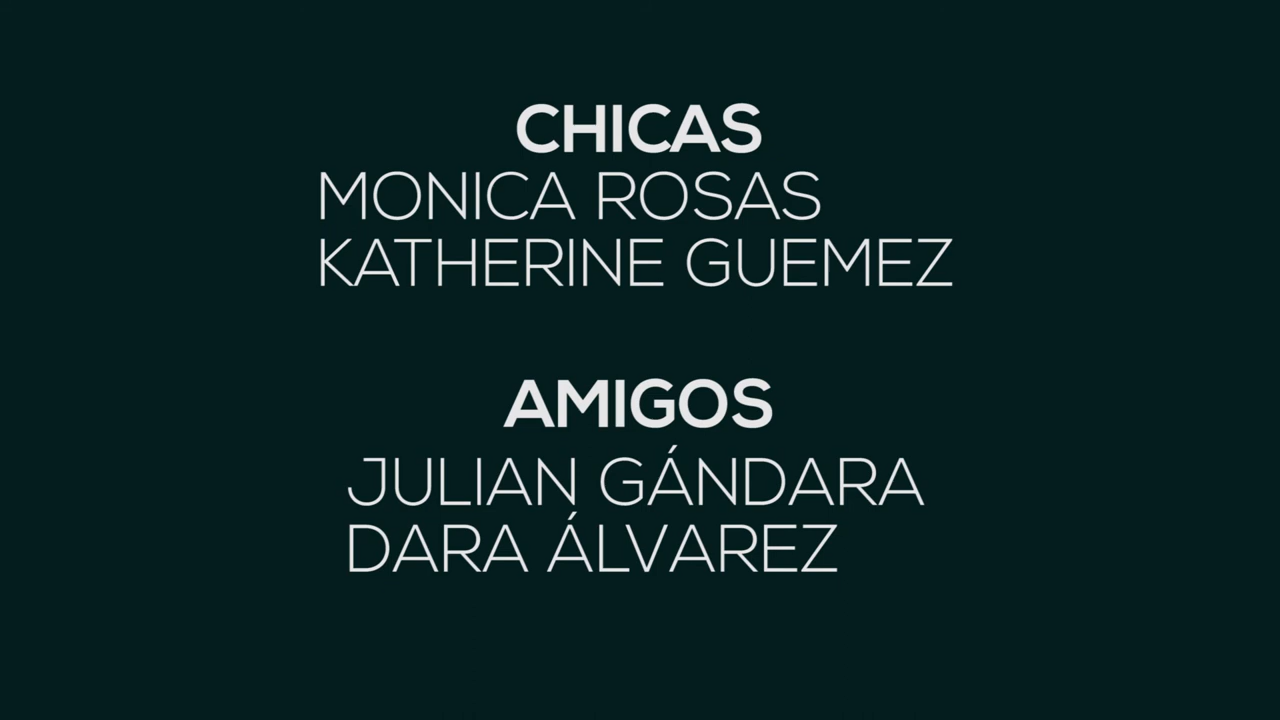 CHICAS
MONICA ROSAS
KATHERINE GUEMEZ
AMIGOS
JULIAN GÁNDARA
DARA ÁLVAREZ